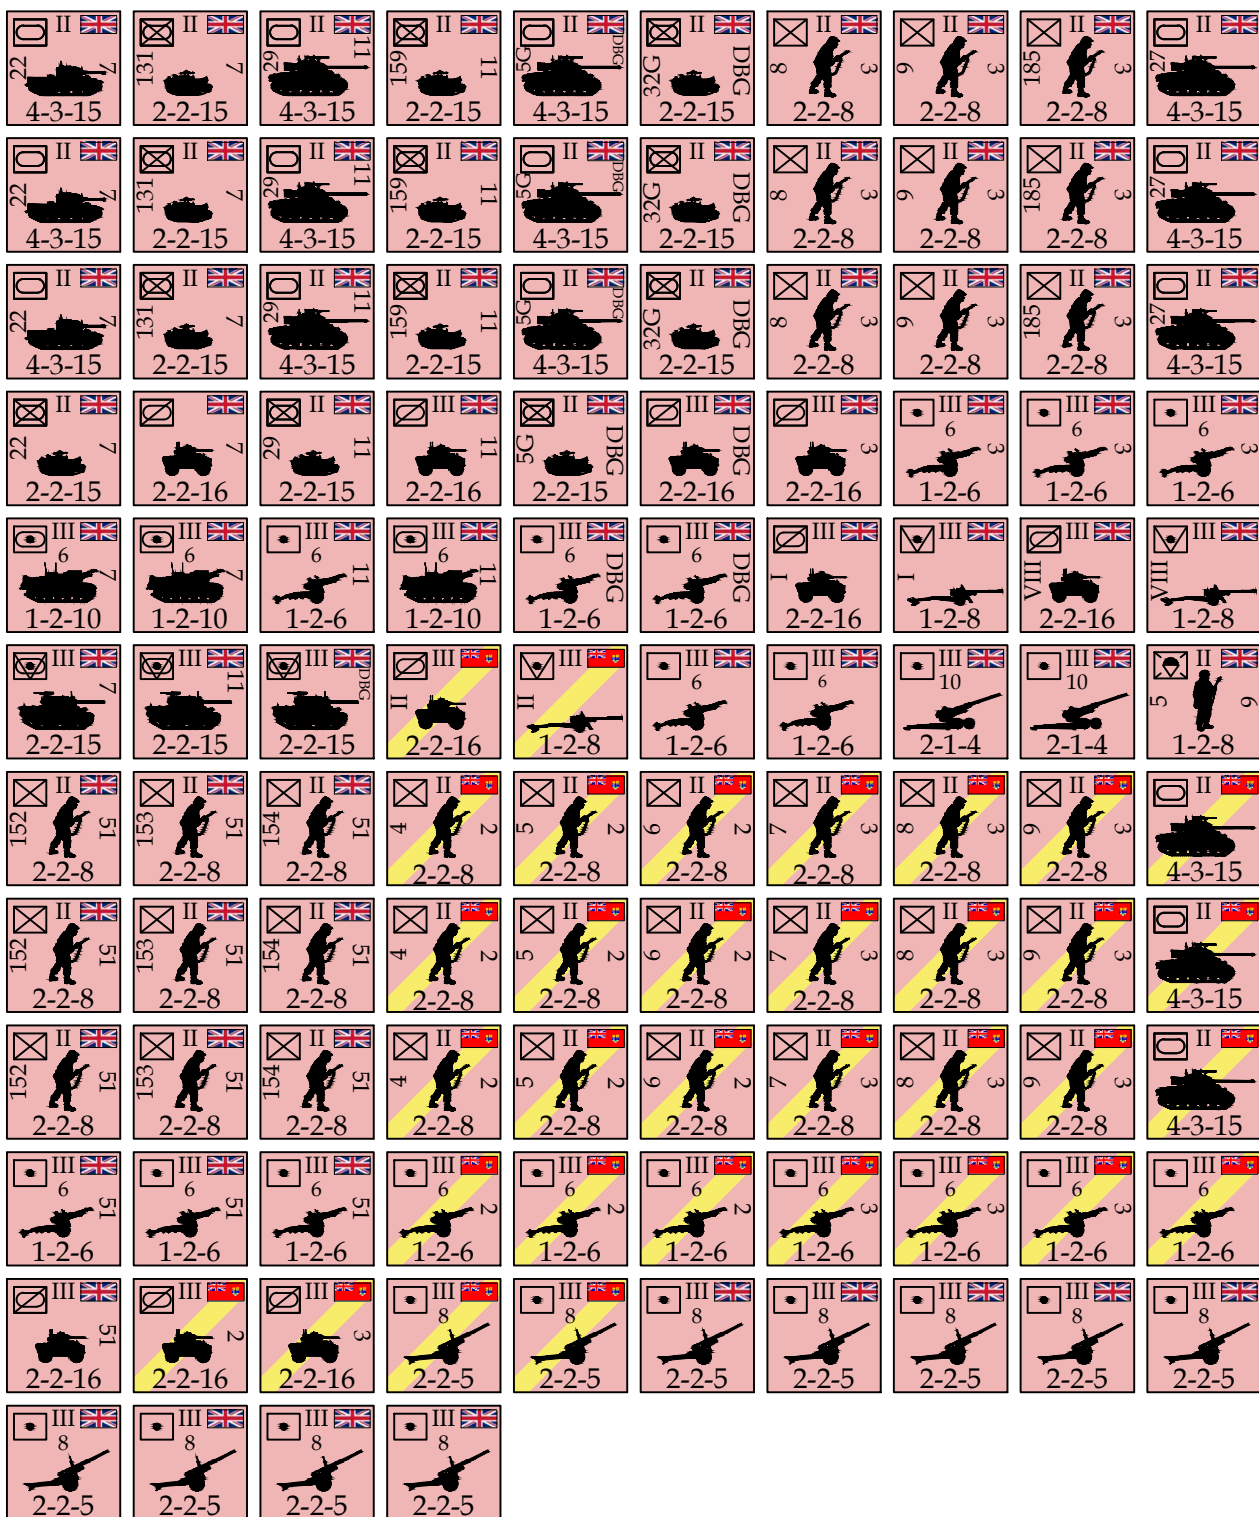 II
22 7
4-3-15
II
131 7
2-2-15
II
29 11
4-3-15
II
159 11
2-2-15
II
5G DBG
4-3-15
II
32G DBG
2-2-15
II
8 3
2-2-8
II
9 3
2-2-8
II
185 3
2-2-8
II
27
4-3-15
II
22 7
4-3-15
II
131 7
2-2-15
II
29 11
4-3-15
II
159 11
2-2-15
II
5G DBG
4-3-15
II
32G DBG
2-2-15
II
8 3
2-2-8
II
9 3
2-2-8
II
185 3
2-2-8
II
27
4-3-15
II
22 7
4-3-15
II
131 7
2-2-15
II
29 11
4-3-15
II
159 11
2-2-15
II
5G DBG
4-3-15
II
32G DBG
2-2-15
II
8 3
2-2-8
II
9 3
2-2-8
II
185 3
2-2-8
II
27
4-3-15
II
22 7
2-2-15
7
2-2-16
II
29 11
2-2-15
III
11
2-2-16
II
5G DBG
2-2-15
III
DBG
2-2-16
III
3
2-2-16
III
6
3
1-2-6
III
6
3
1-2-6
III
6
3
1-2-6
III
6
7
1-2-10
III
6
7
1-2-10
III
6
11
1-2-6
III
6
11
1-2-10
III
6
DBG
1-2-6
III
6
DBG
1-2-6
III
I
2-2-16
III
I
1-2-8
III
VIII
2-2-16
III
VIII
1-2-8
III
7
2-2-15
III
11
2-2-15
III
DBG
2-2-15
III
II
2-2-16
III
II
1-2-8
III
6
1-2-6
III
6
1-2-6
III
10
2-1-4
III
10
2-1-4
II
5 6
1-2-8
II
152 51
2-2-8
II
153 51
2-2-8
II
154 51
2-2-8
II
4 2
2-2-8
II
5 2
2-2-8
II
6 2
2-2-8
II
7 3
2-2-8
II
8 3
2-2-8
II
9 3
2-2-8
II
4-3-15
II
152 51
2-2-8
II
153 51
2-2-8
II
154 51
2-2-8
II
4 2
2-2-8
II
5 2
2-2-8
II
6 2
2-2-8
II
7 3
2-2-8
II
8 3
2-2-8
II
9 3
2-2-8
II
4-3-15
II
152 51
2-2-8
II
153 51
2-2-8
II
154 51
2-2-8
II
4 2
2-2-8
II
5 2
2-2-8
II
6 2
2-2-8
II
7 3
2-2-8
II
8 3
2-2-8
II
9 3
2-2-8
II
4-3-15
III
6
51
1-2-6
III
6
51
1-2-6
III
6
51
1-2-6
III
6
2
1-2-6
III
6
2
1-2-6
III
6
2
1-2-6
III
6
3
1-2-6
III
6
3
1-2-6
III
6
3
1-2-6
III
6
1-2-6
III
51
2-2-16
III
2
2-2-16
III
3
2-2-16
III
8
2-2-5
III
8
2-2-5
III
8
2-2-5
III
8
2-2-5
III
8
2-2-5
III
8
2-2-5
III
8
2-2-5
III
8
2-2-5
III
8
2-2-5
III
8
2-2-5
III
8
2-2-5